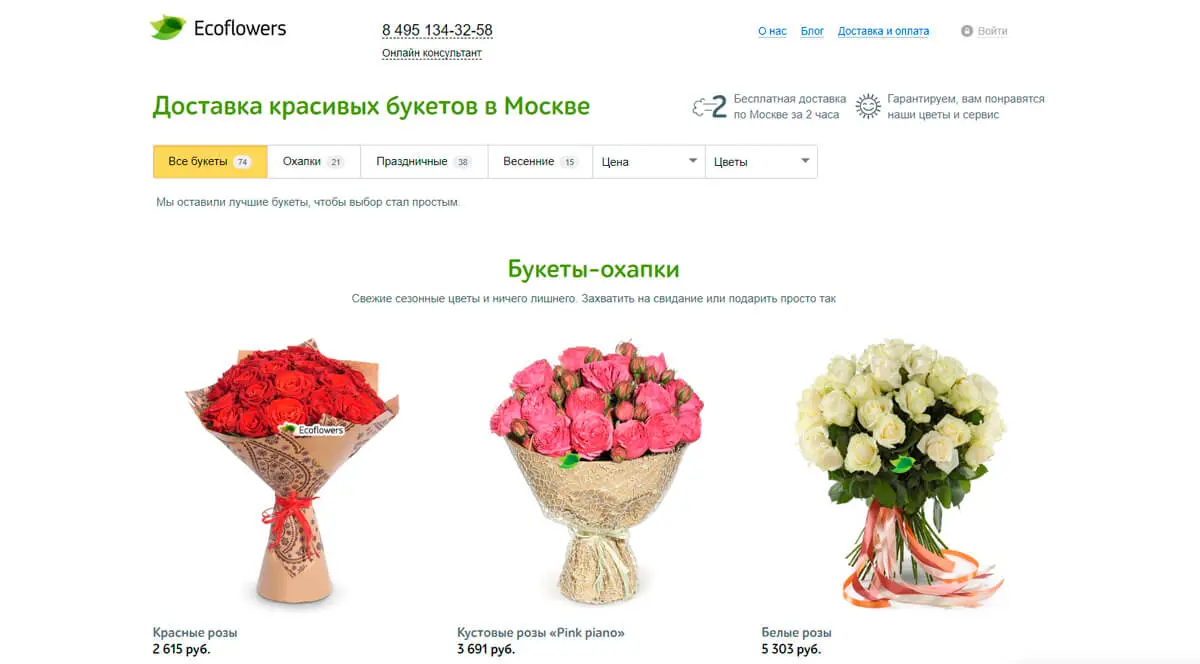 Ecoflowers
8 495 134-32-58
Онлайн консультант
О нас Блог Доставка и оплата Войти
Доставка красивых букетов в Москве
2 Бесплатная доставка
по Москве за 2 часа
Гарантируем, вам понравятся
наши цветы и сервис
Все букеты 74 Охапки 21 Праздничные 38 Весенние 15 Цена Цветы
Мы оставили лучшие букеты, чтобы выбор стал простым.
Букеты-охапки
Свежие сезонные цветы и ничего лишнего. Захватить на свидание или подарить просто так
Ecoflowers
Красные розы
2 615 руб.
Кустовые розы «Pink piano»
3 691 руб.
Белые розы
5 303 руб.